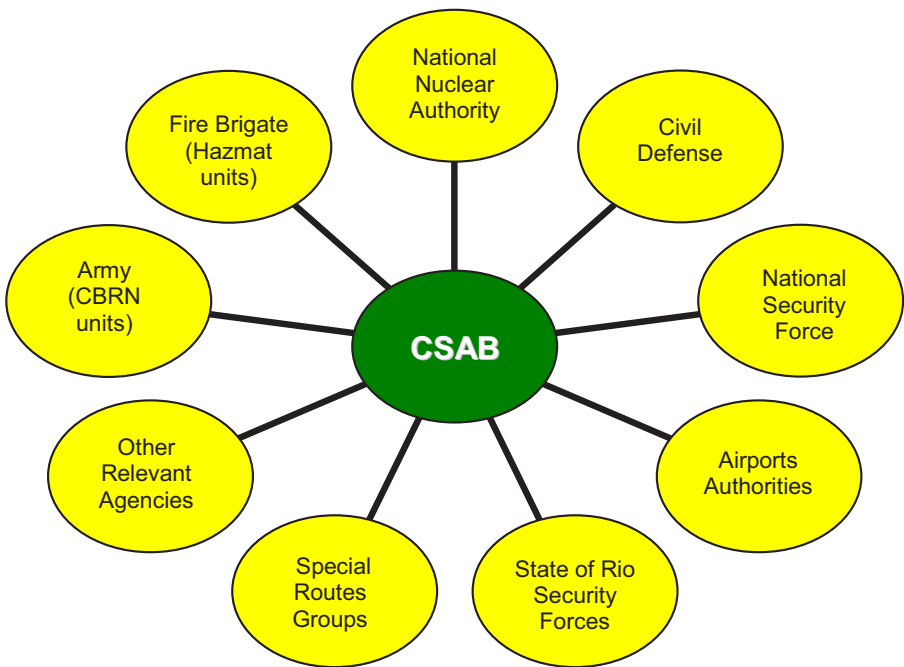 National
Nuclear
Authority
Fire Brigate
(Hazmat
units)
Civil
Defense
Army
(CBRN
units)
National
Security
Force
CSAB
Other
Relevant
Agencies
Airports
Authorities
Special
Routes
Groups
State of Rio
Security
Forces